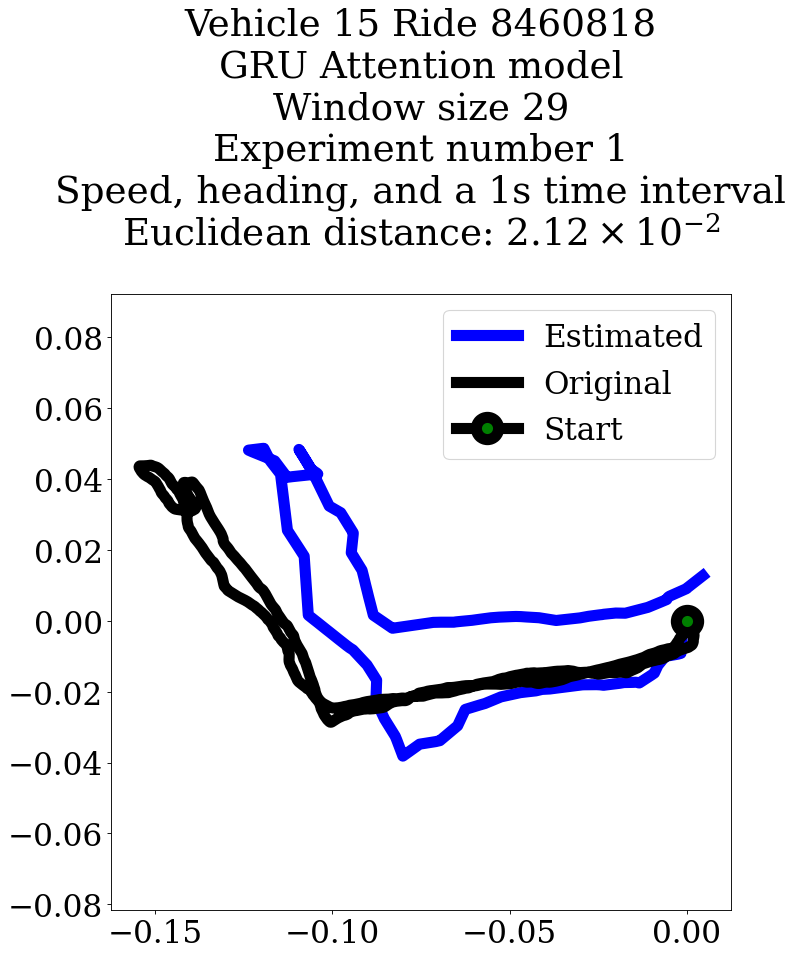 Vehicle 15 Ride 8460818
GRU Attention model
Window size 29
Experiment number 1
Speed, heading, and a 1s time interval
Euclidean distance: 2.12 × 10⁻²
Estimated
Original
Start
0.08
0.06
0.04
0.02
0.00
−0.02
−0.04
−0.06
−0.08
−0.15
−0.10
−0.05
0.00